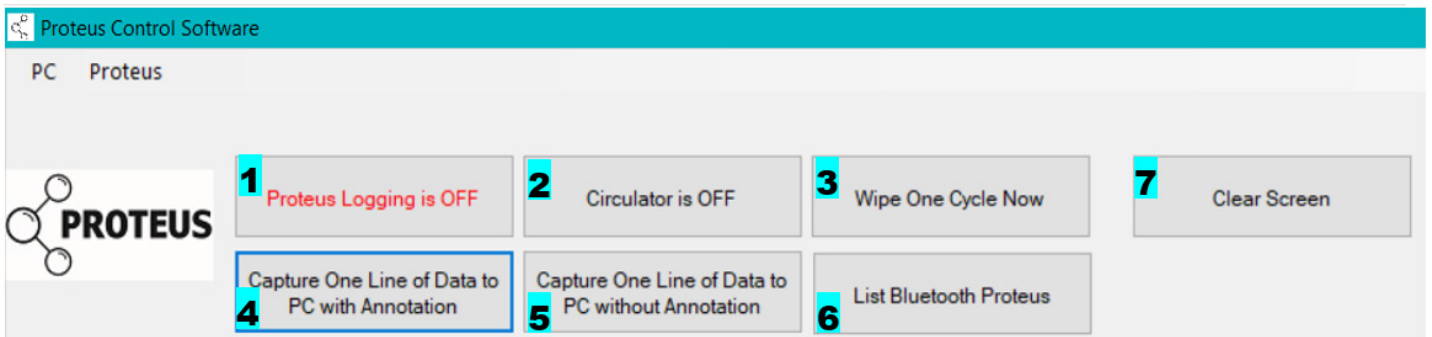 Proteus Control Software
PC Proteus
1 Proteus Logging is OFF
2 Circulator is OFF
3 Wipe One Cycle Now
7 Clear Screen
PROTEUS
4 Capture One Line of Data to
PC with Annotation
5 Capture One Line of Data to
PC without Annotation
6 List Bluetooth Proteus